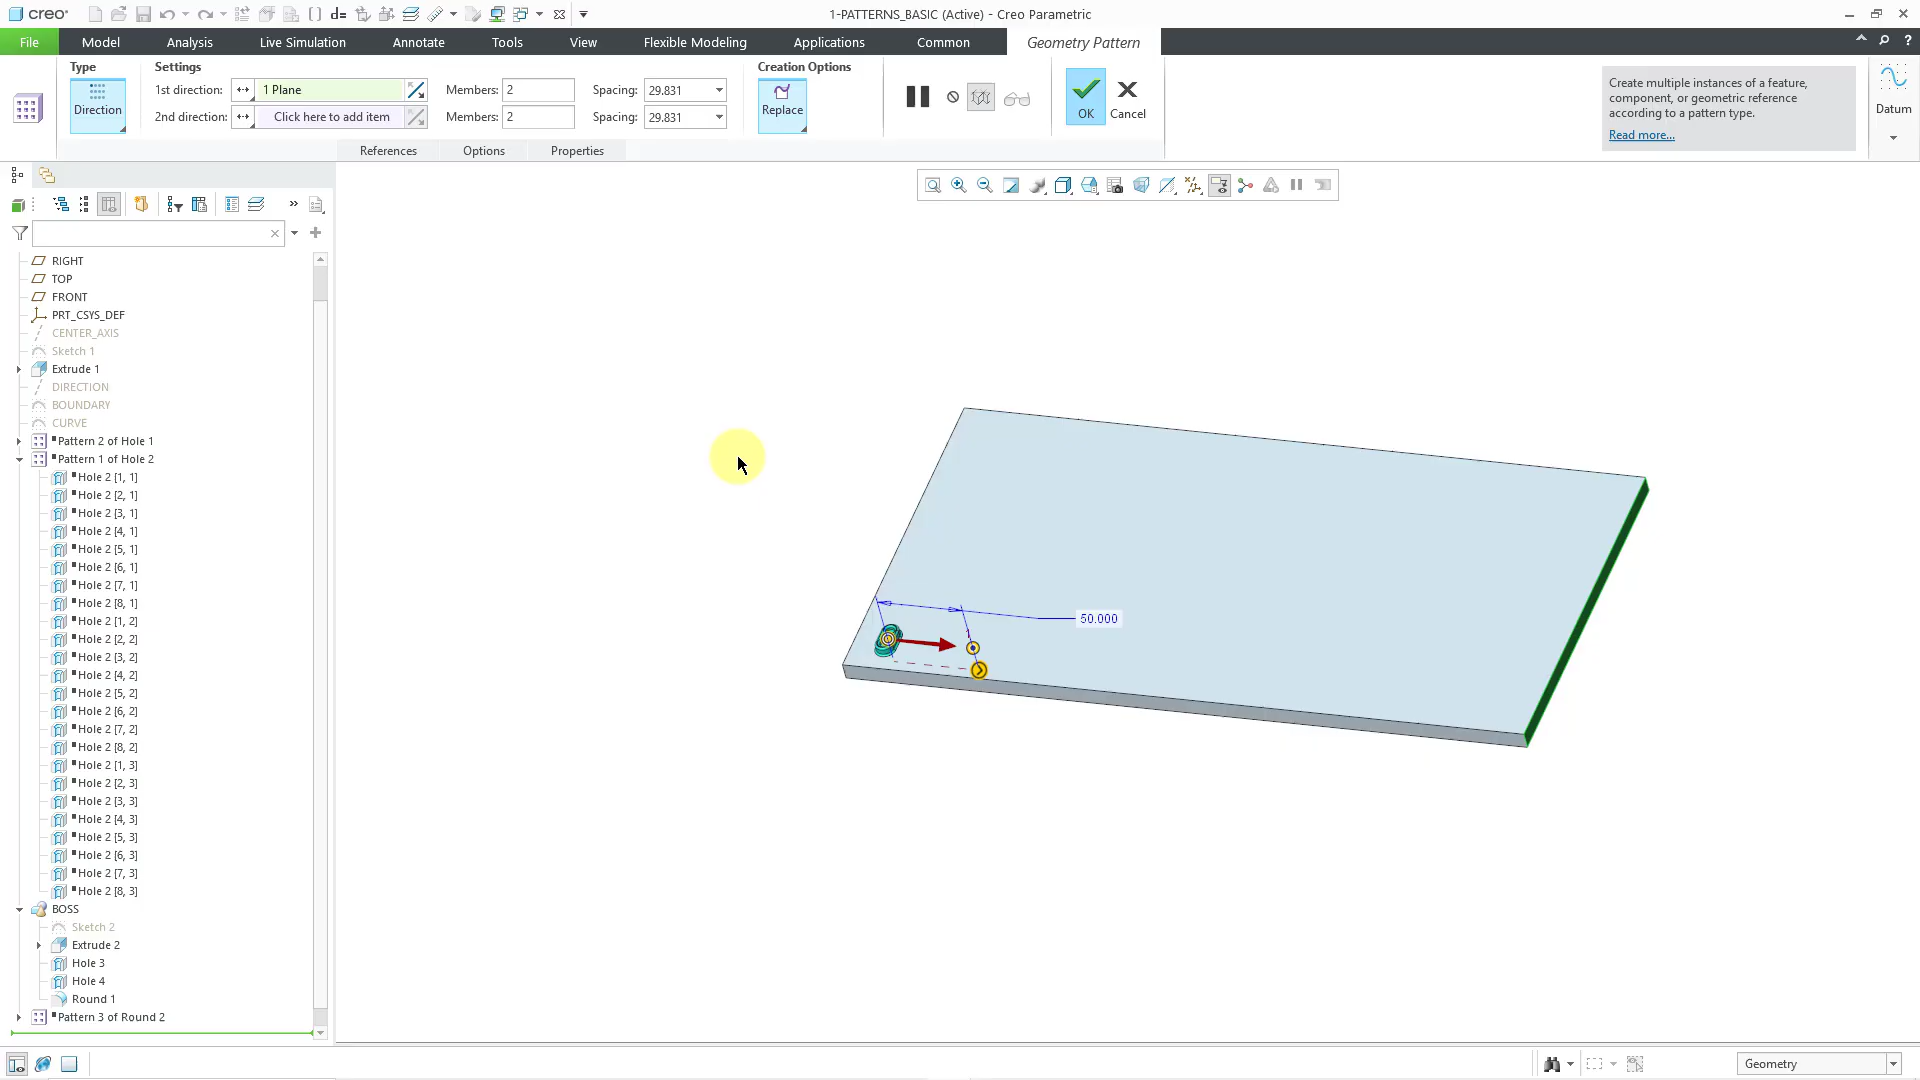 creo
1-PATTERNS_BASIC (Active) - Creo Parametric
File
Model
Analysis
Live Simulation
Annotate
Tools
View
Flexible Modeling
Applications
Common
Geometry Pattern
Type
Settings
Creation Options
Direction
1st direction:
1 Plane
Members: 2
Spacing: 29.831
2nd direction:
Click here to add item
Members: 2
Spacing: 29.831
Replace
OK
Cancel
Create multiple instances of a feature,
component, or geometric reference
according to a pattern type.
Read more...
Datum
References
Options
Properties
RIGHT
TOP
FRONT
PRT_CSYS_DEF
CENTER_AXIS
Sketch 1
Extrude 1
DIRECTION
BOUNDARY
CURVE
Pattern 2 of Hole 1
Pattern 1 of Hole 2
Hole 2 [1, 1]
Hole 2 [2, 1]
Hole 2 [3, 1]
Hole 2 [4, 1]
Hole 2 [5, 1]
Hole 2 [6, 1]
Hole 2 [7, 1]
Hole 2 [8, 1]
Hole 2 [1, 2]
Hole 2 [2, 2]
Hole 2 [3, 2]
Hole 2 [4, 2]
Hole 2 [5, 2]
Hole 2 [6, 2]
Hole 2 [7, 2]
Hole 2 [8, 2]
Hole 2 [1, 3]
Hole 2 [2, 3]
Hole 2 [3, 3]
Hole 2 [4, 3]
Hole 2 [5, 3]
Hole 2 [6, 3]
Hole 2 [7, 3]
Hole 2 [8, 3]
BOSS
Sketch 2
Extrude 2
Hole 3
Hole 4
Round 1
Pattern 3 of Round 2
50.000
Geometry